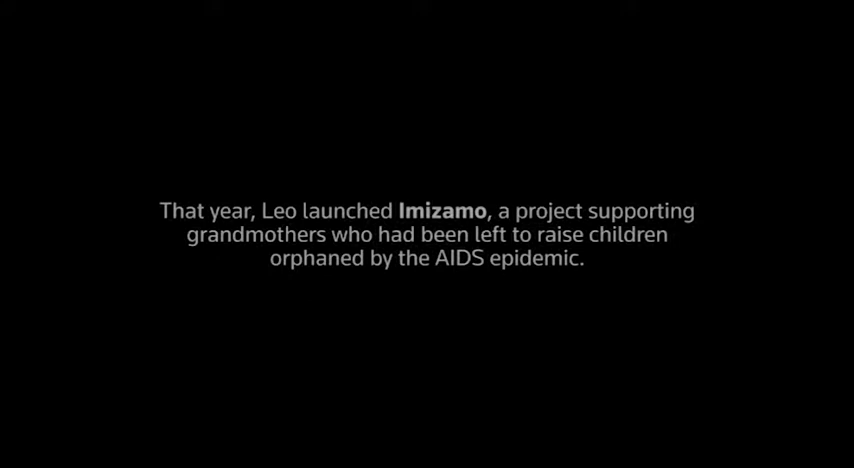 That year, Leo launched Imizamo, a project supporting
grandmothers who had been left to raise children
orphaned by the AIDS epidemic.